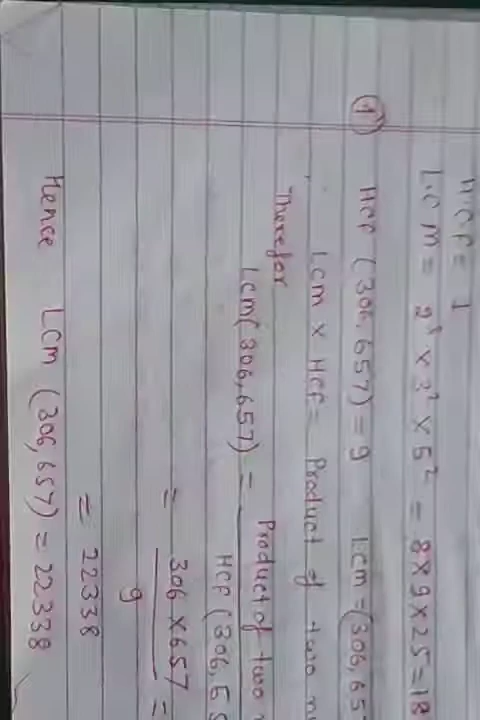 H.C.F = 1
L.C M = 2³ × 3² × 5² = 8×9×25=18
① HCF (306,657) = 9 LCM = (306,657
LCM × HCF = Product of two n
Therefor
LCM(306,657) = Product of two
HCF (306,
= 306×657 =
9
= 22338
Hence LCM (306,657) = 22338